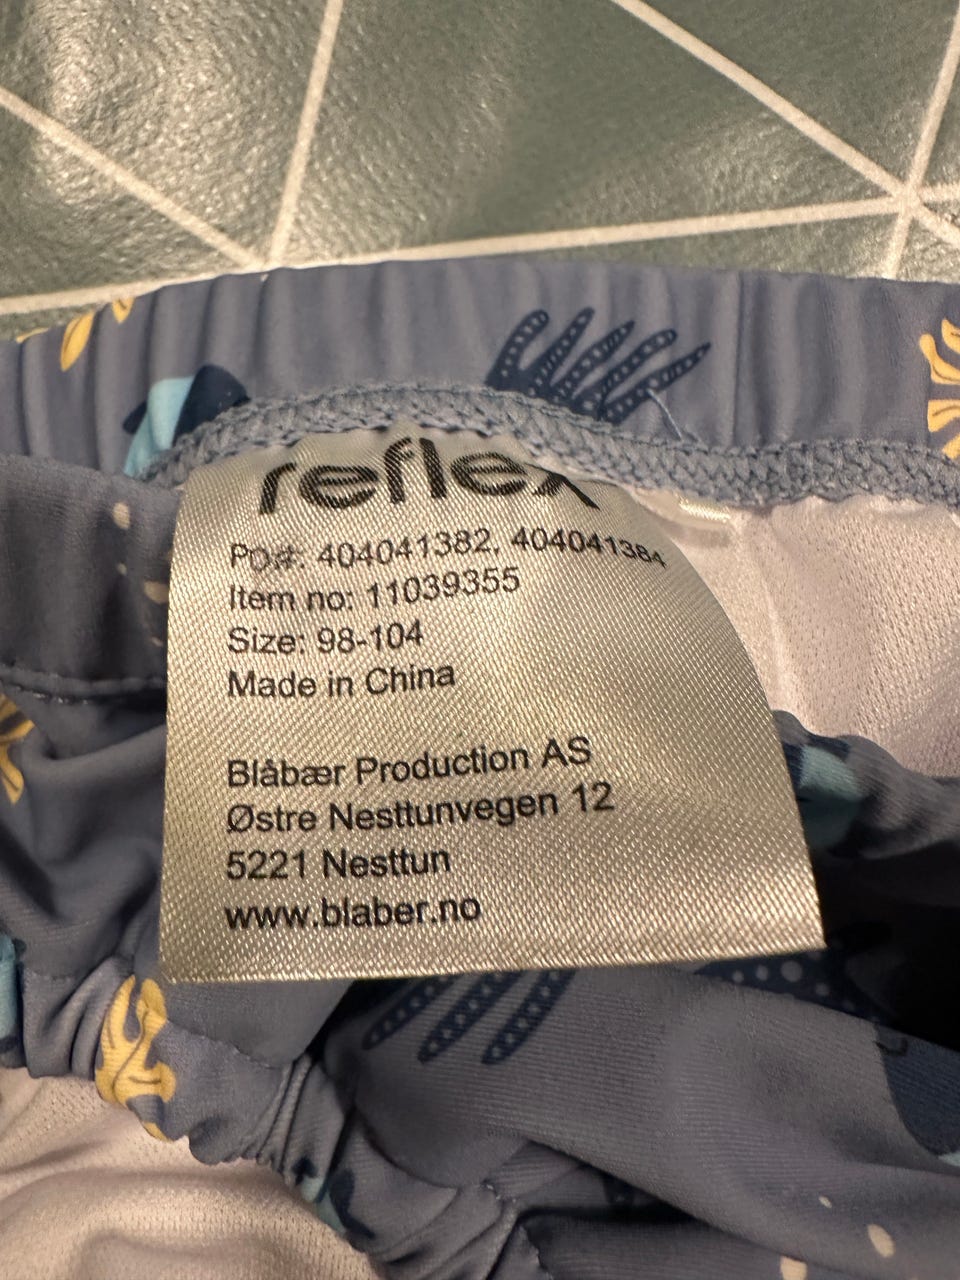 reflex
PO#: 404041382, 404041384
Item no: 11039355
Size: 98-104
Made in China
Blåbær Production AS
Østre Nesttunvegen 12
5221 Nesttun
www.blaber.no